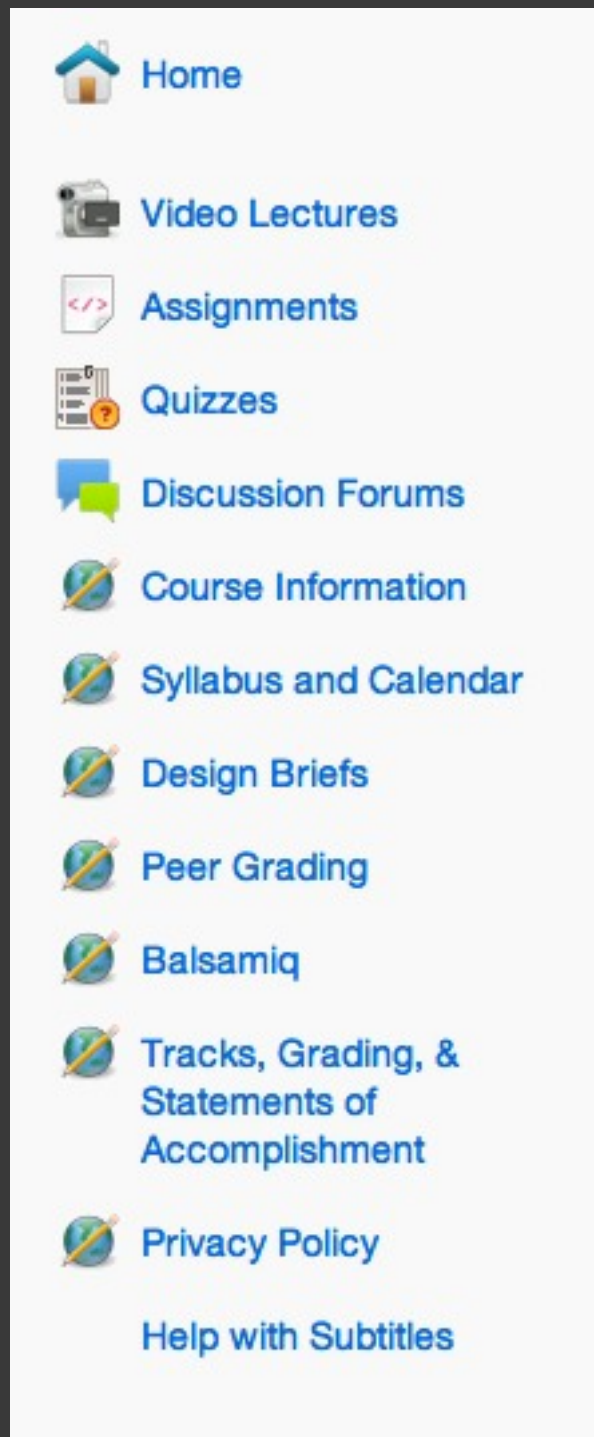 Home
Video Lectures
</>
Assignments
?
Quizzes
Discussion Forums
Course Information
Syllabus and Calendar
Design Briefs
Peer Grading
Balsamiq
Tracks, Grading, &
Statements of
Accomplishment
Privacy Policy
Help with Subtitles